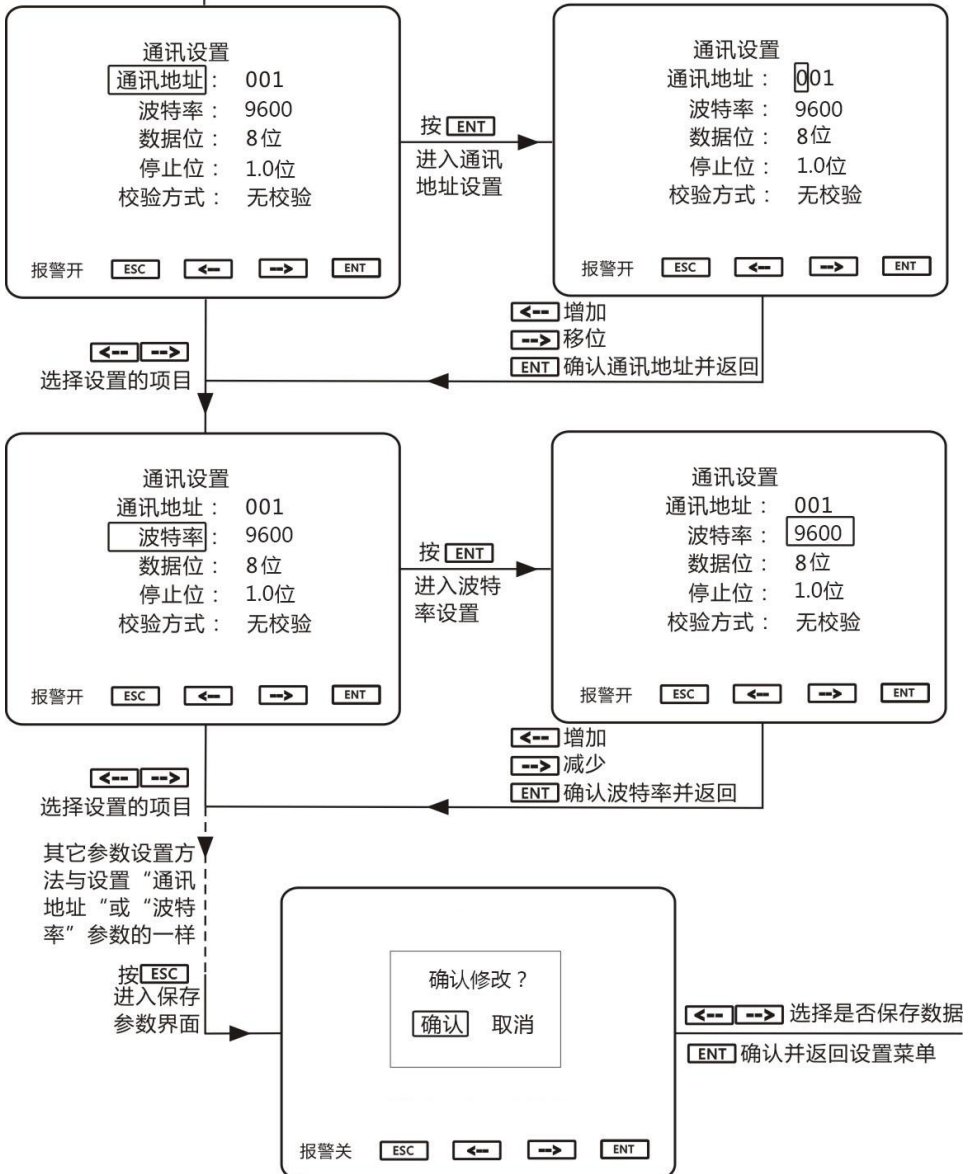 通讯设置
通讯地址： 001
波特率： 9600
数据位： 8位
停止位： 1.0位
校验方式： 无校验
报警开 ESC <-- --> ENT
按 ENT
进入通讯
地址设置
通讯设置
通讯地址： 001
波特率： 9600
数据位： 8位
停止位： 1.0位
校验方式： 无校验
报警开 ESC <-- --> ENT
<-- -->
选择设置的项目
<-- 增加
--> 移位
ENT 确认通讯地址并返回
通讯设置
通讯地址： 001
波特率： 9600
数据位： 8位
停止位： 1.0位
校验方式： 无校验
报警开 ESC <-- --> ENT
按 ENT
进入波特
率设置
通讯设置
通讯地址： 001
波特率： 9600
数据位： 8位
停止位： 1.0位
校验方式： 无校验
报警开 ESC <-- --> ENT
<-- -->
选择设置的项目
<-- 增加
--> 减少
ENT 确认波特率并返回
其它参数设置方
法与设置“通讯
地址“或“波特
率”参数的一样
按 ESC
进入保存
参数界面
确认修改？
确认 取消
报警关 ESC <-- --> ENT
<-- --> 选择是否保存数据
ENT 确认并返回设置菜单